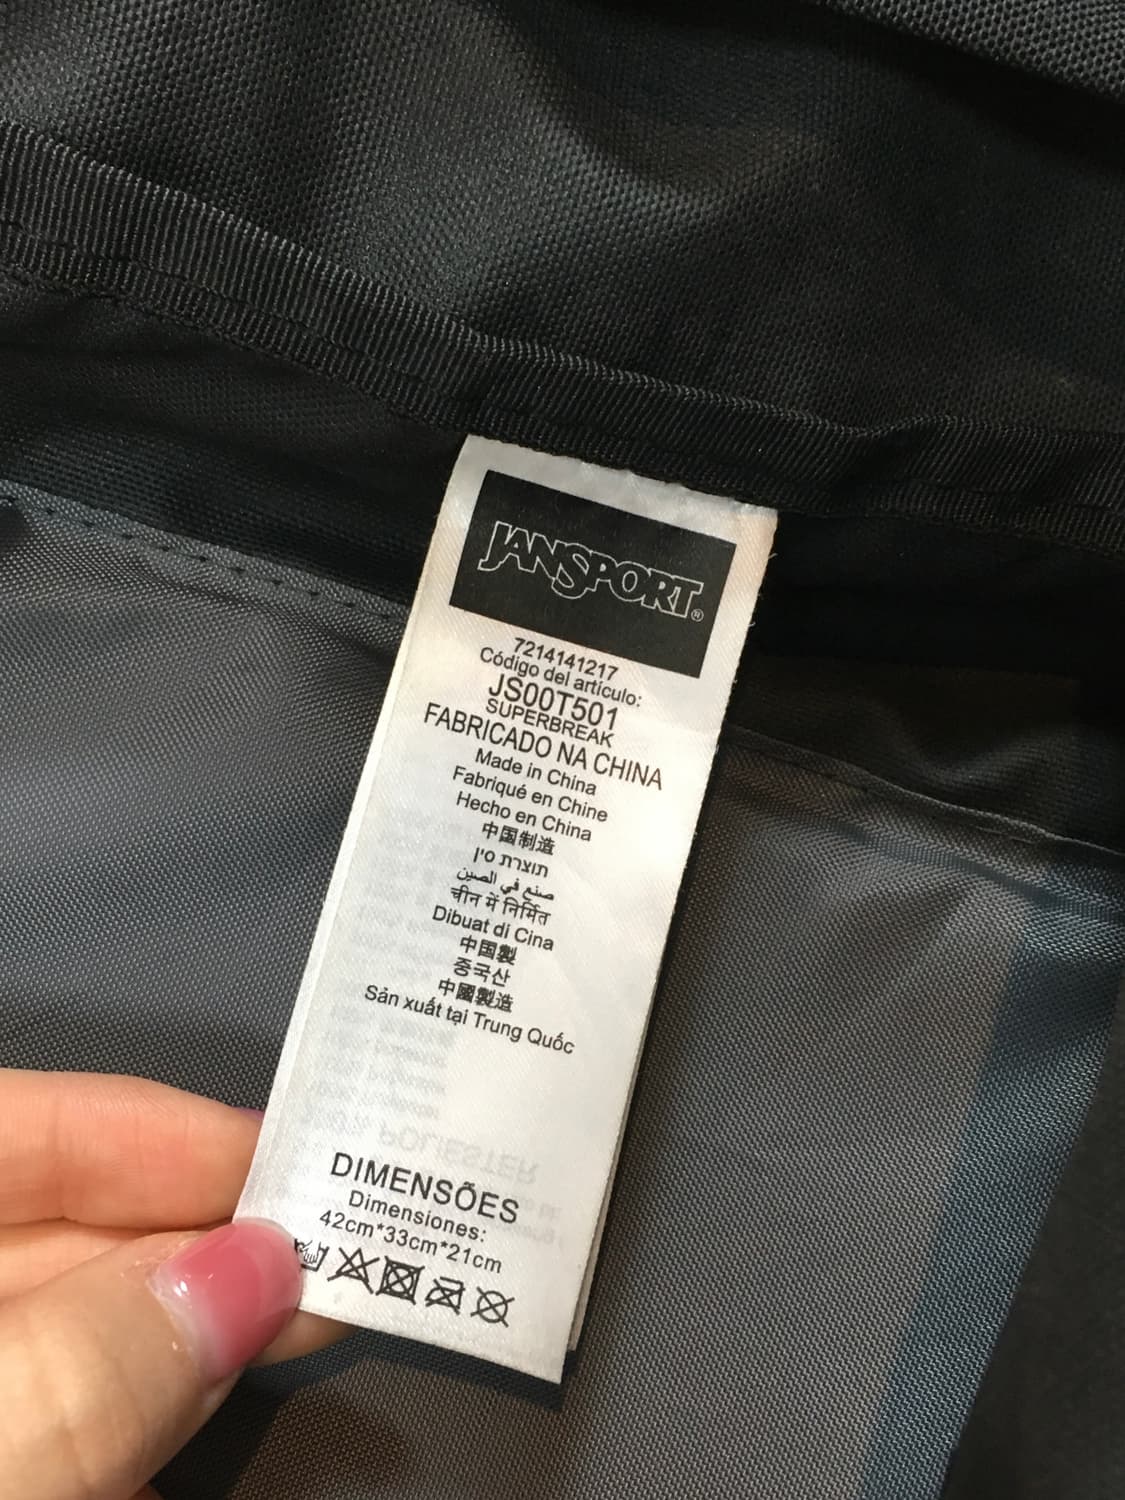 JANSPORT®
7214141217
Código del artículo:
JS00T501
SUPERBREAK
FABRICADO NA CHINA
Made in China
Fabriqué en Chine
Hecho en China
中国制造
תוצרת סין
صنع في الصين
चीन में निर्मित
Dibuat di Cina
中国製
중국산
中國製造
Sản xuất tại Trung Quốc
POLIESTER
DIMENSÕES
Dimensiones:
42cm*33cm*21cm